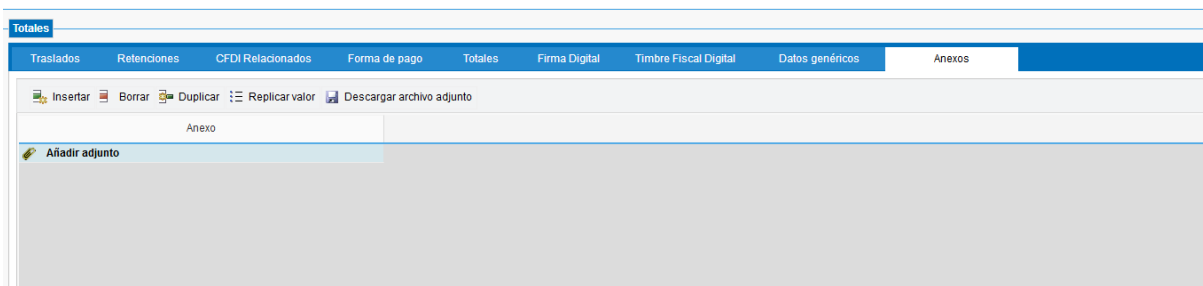 Totales
Traslados Retenciones CFDI Relacionados Forma de pago Totales Firma Digital Timbre Fiscal Digital Datos genéricos Anexos
Insertar Borrar Duplicar Replicar valor Descargar archivo adjunto
Anexo
Añadir adjunto